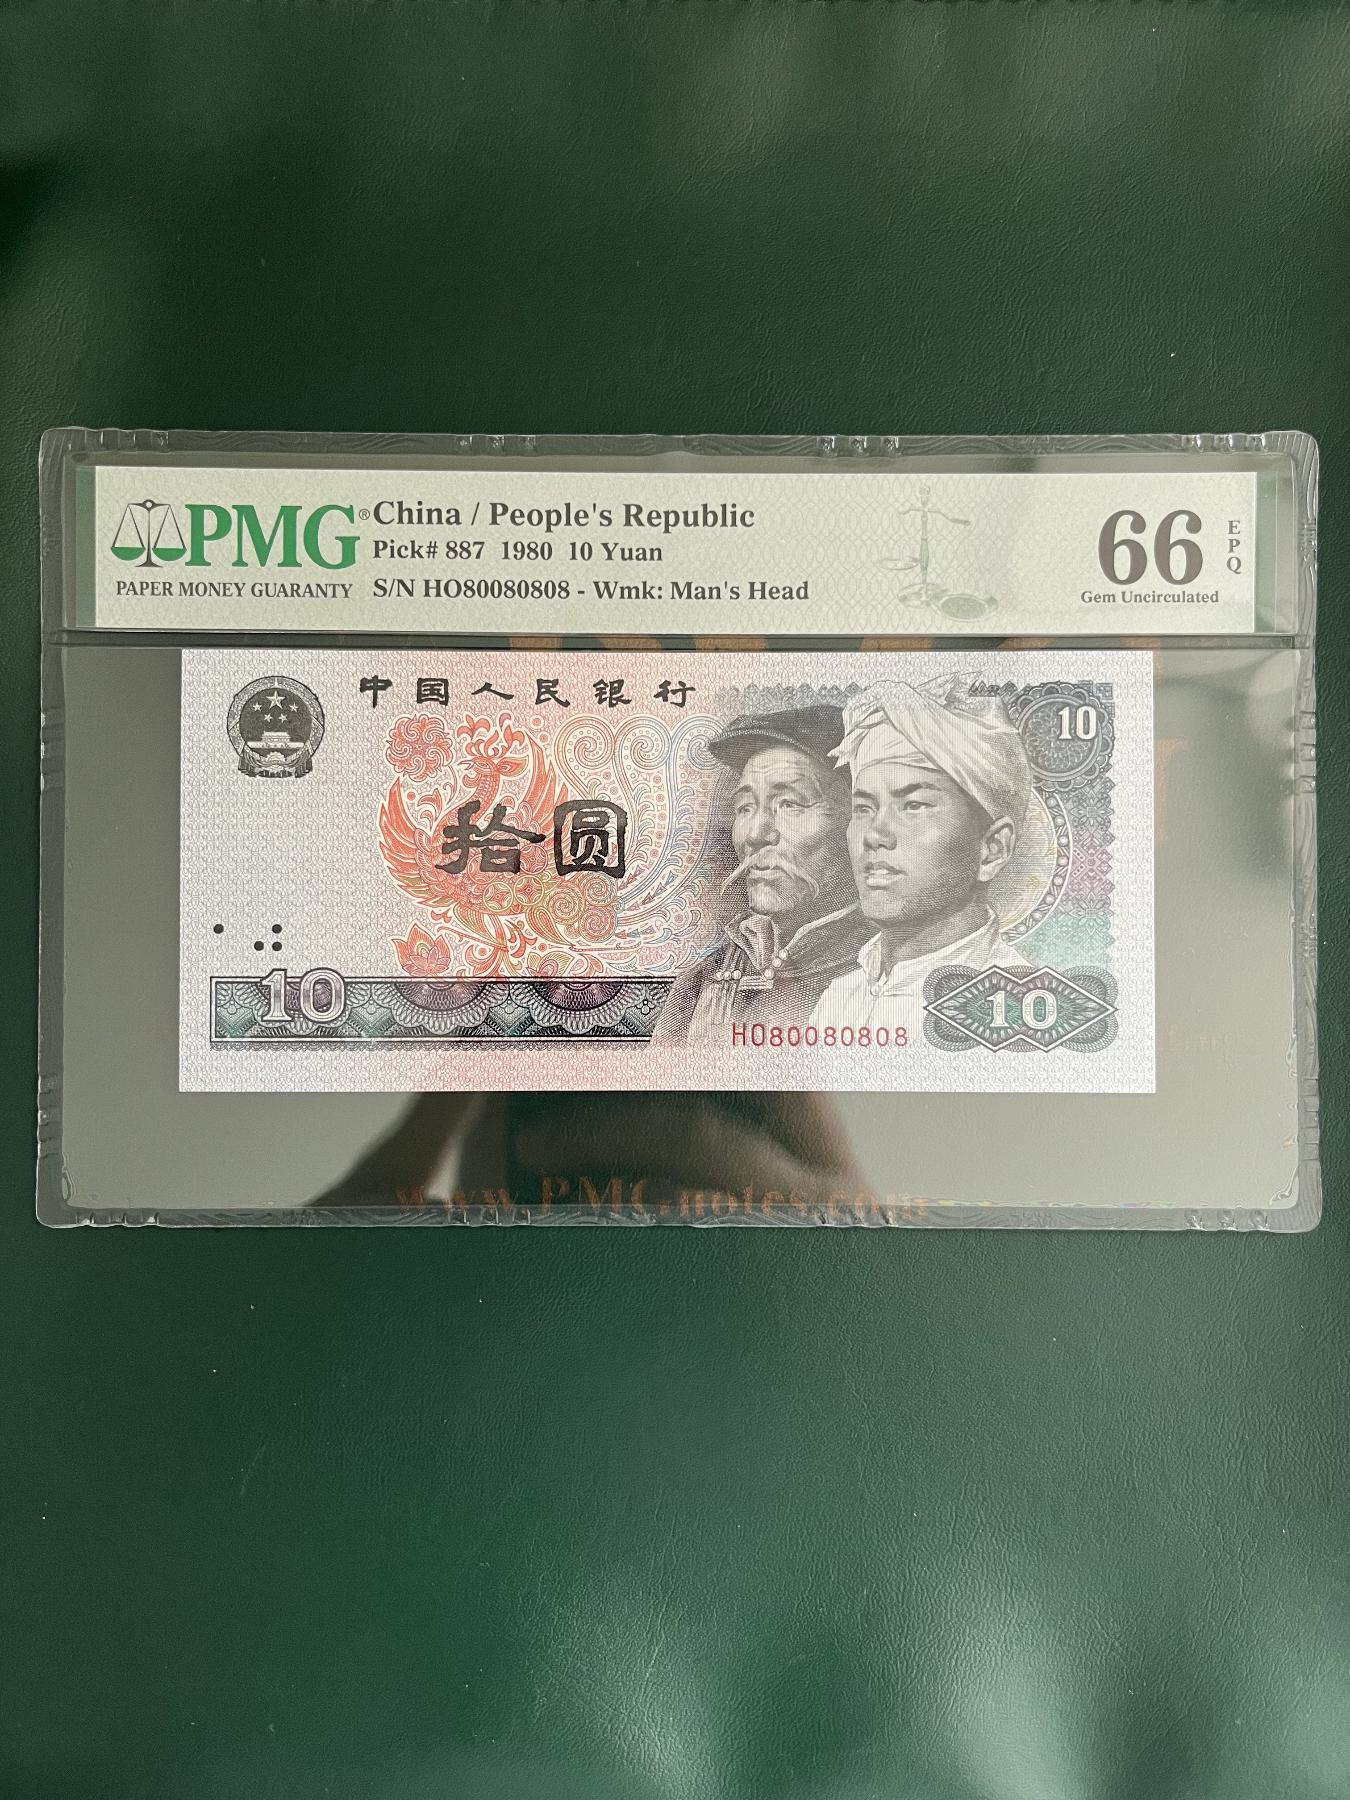 PMG®
PAPER MONEY GUARANTY
China / People's Republic
Pick# 887 1980 10 Yuan
S/N HO80080808 - Wmk: Man's Head
66
EPQ
Gem Uncirculated
中国人民银行
10
拾圆
10
HO80080808
10
www.PMGnotes.com